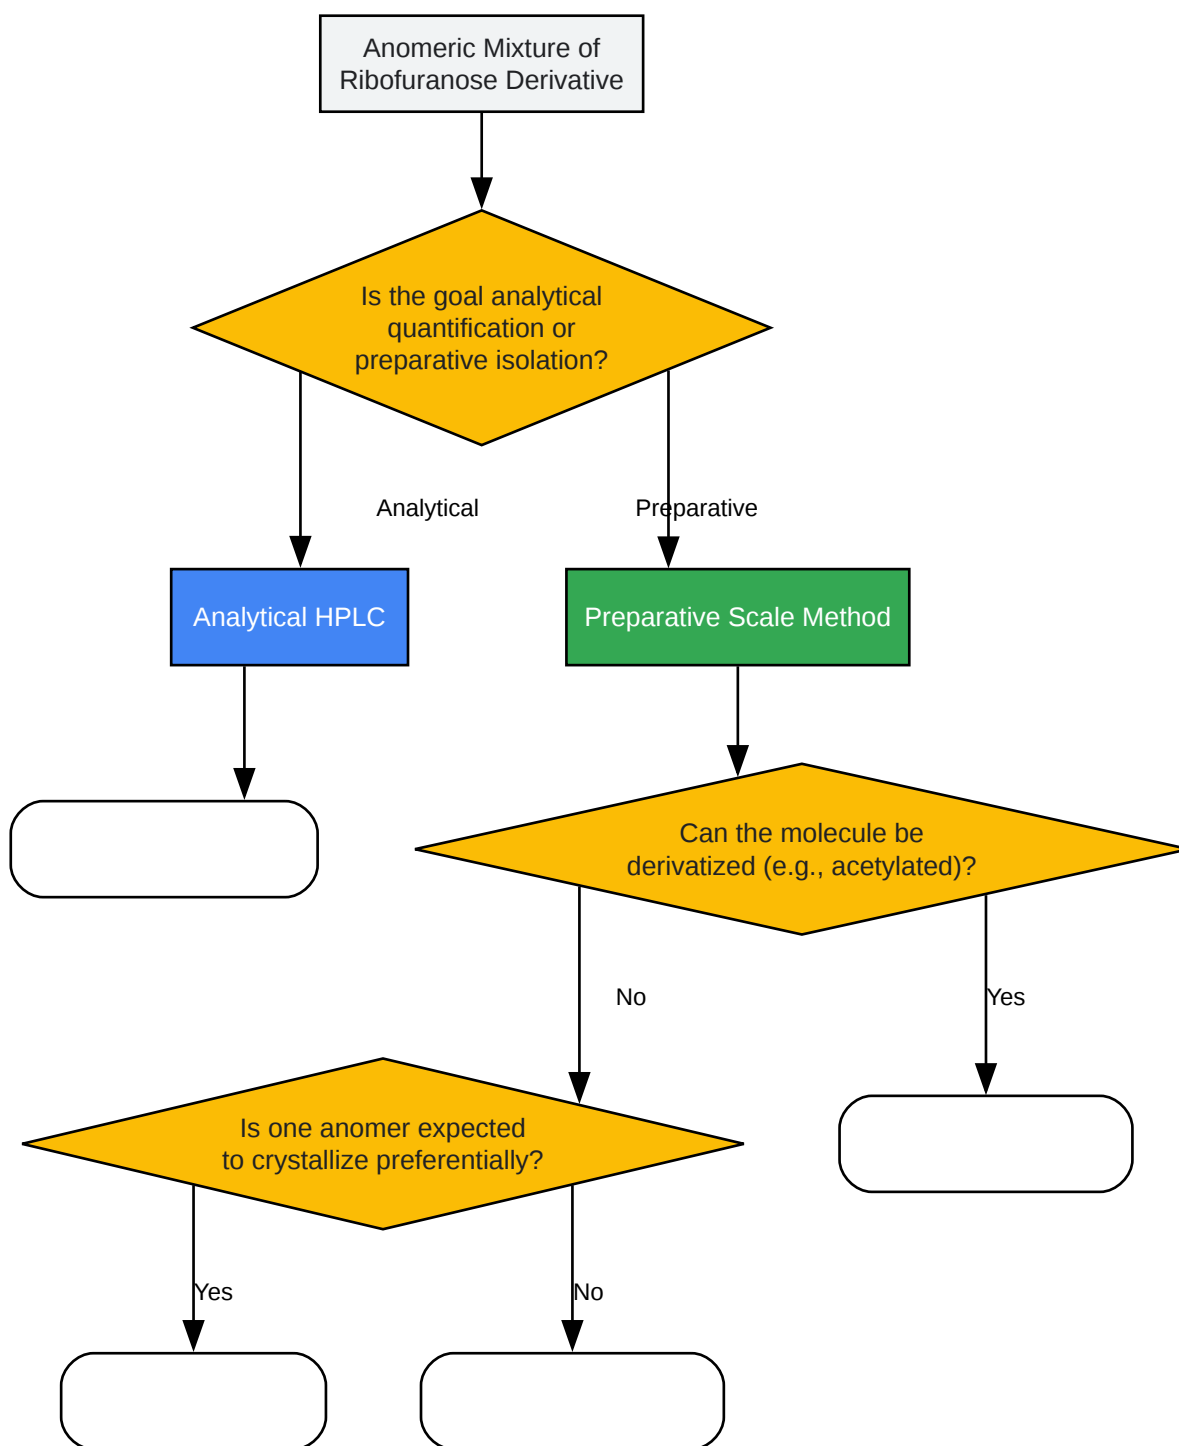 Anomeric Mixture of
Ribofuranose Derivative
Is the goal analytical
quantification or
preparative isolation?
Analytical
Preparative
Analytical HPLC
Preparative Scale Method
Can the molecule be
derivatized (e.g., acetylated)?
No
Yes
Is one anomer expected
to crystallize preferentially?
Yes
No